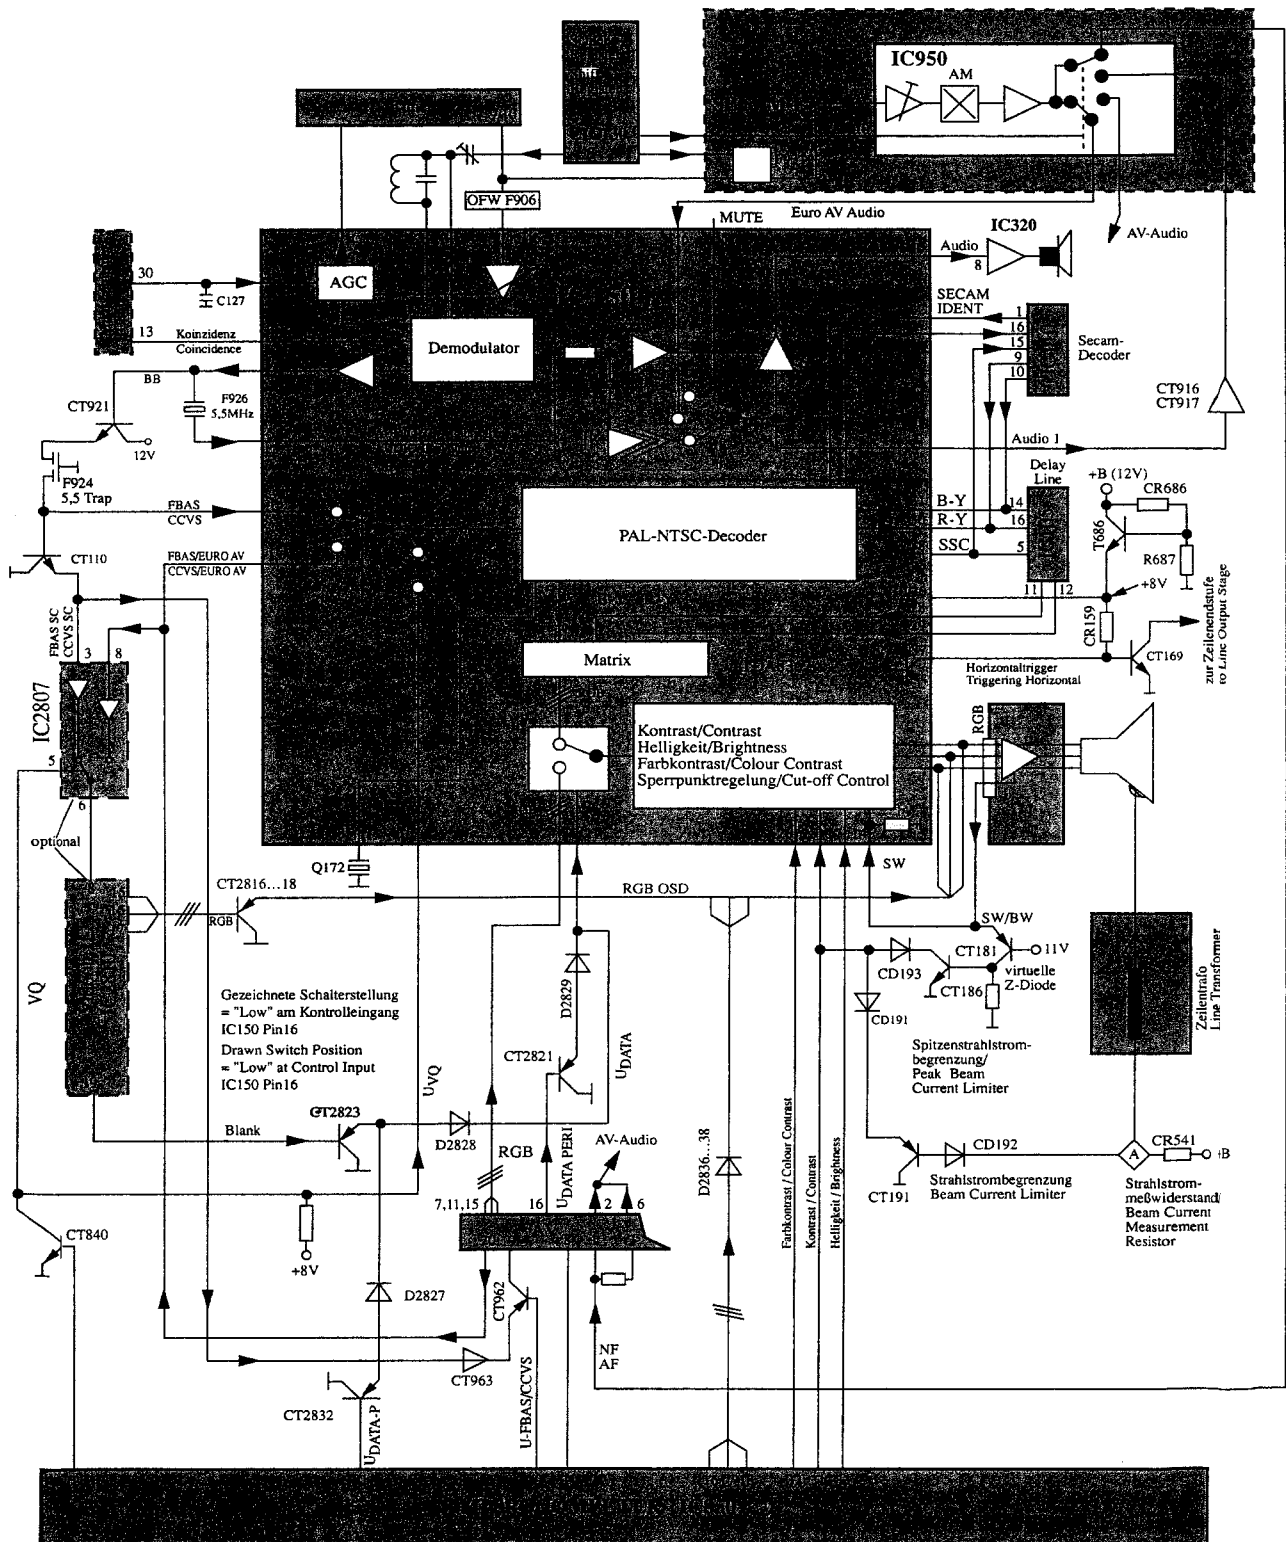 IC950
AM
OFW F906
Euro AV Audio
MUTE
IC320
Audio
8
AV-Audio
30
C127
AGC
13
Koinzidenz
Coincidence
Demodulator
SECAM
IDENT
1
16
15
9
10
Secam-
Decoder
BB
CT921
F926
5,5MHz
12V
CT916
CT917
F924
5,5 Trap
Audio 1
Delay
Line
+B (12V)
CR686
FBAS
CCVS
B-Y
14
R-Y
16
SSC
5
T686
R687
PAL-NTSC-Decoder
CT110
FBAS/EURO AV
CCVS/EURO AV
11
12
+8V
CR159
zur Zeilenendstufe
to Line Output Stage
FBAS SC
CCVS SC
3
8
Matrix
CT169
Horizontaltrigger
Triggering Horizontal
IC2807
5
6
Kontrast/Contrast
Helligkeit/Brightness
Farbkontrast/Colour Contrast
Sperrpunktregelung/Cut-off Control
RGB
optional
Q172
SW
CT2816...18
RGB OSD
RGB
SW/BW
CT181
11V
CD193
CT186
virtuelle
Z-Diode
VQ
Gezeichnete Schalterstellung
= "Low" am Kontrolleingang
IC150 Pin16
Drawn Switch Position
= "Low" at Control Input
IC150 Pin16
D2829
CD191
Zeilentrafo
Line Transformer
Spitzenstrahlstrom-
begrenzung/
Peak Beam
Current Limiter
CT2821
UDATA
UVQ
CT2823
Blank
D2828
RGB
UDATA PERI
AV-Audio
D2836...38
Farbkontrast / Colour Contrast
Kontrast / Contrast
Helligkeit / Brightness
CD192
CT191
Strahlstrombegrenzung
Beam Current Limiter
A
CR541
+B
Strahlstrom-
meßwiderstand/
Beam Current
Measurement
Resistor
7,11,15
16
2
6
CT840
+8V
D2827
CT962
NF
AF
CT963
CT2832
UDATA-P
U-FBAS/CCVS